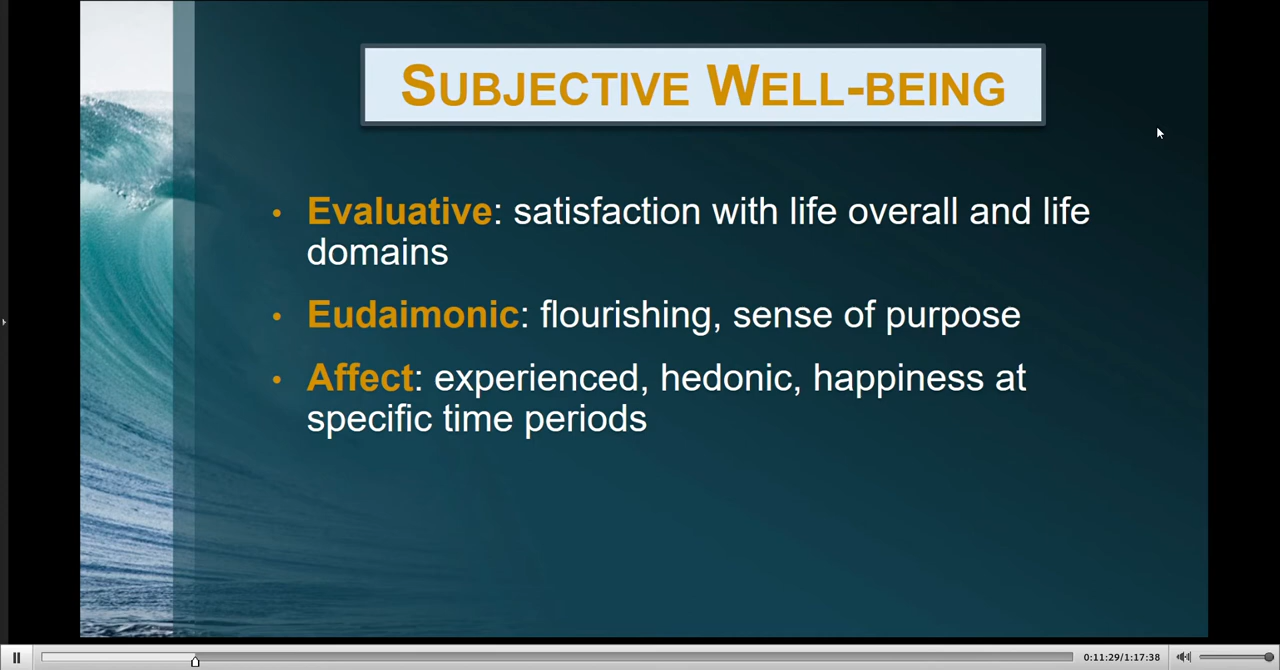 SUBJECTIVE WELL-BEING
• Evaluative: satisfaction with life overall and life
domains
• Eudaimonic: flourishing, sense of purpose
• Affect: experienced, hedonic, happiness at
specific time periods
0:11:29/1:17:38